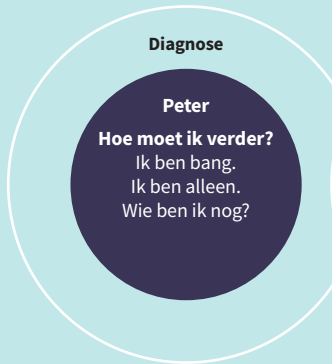 Diagnose
Peter
Hoe moet ik verder?
Ik ben bang.
Ik ben alleen.
Wie ben ik nog?